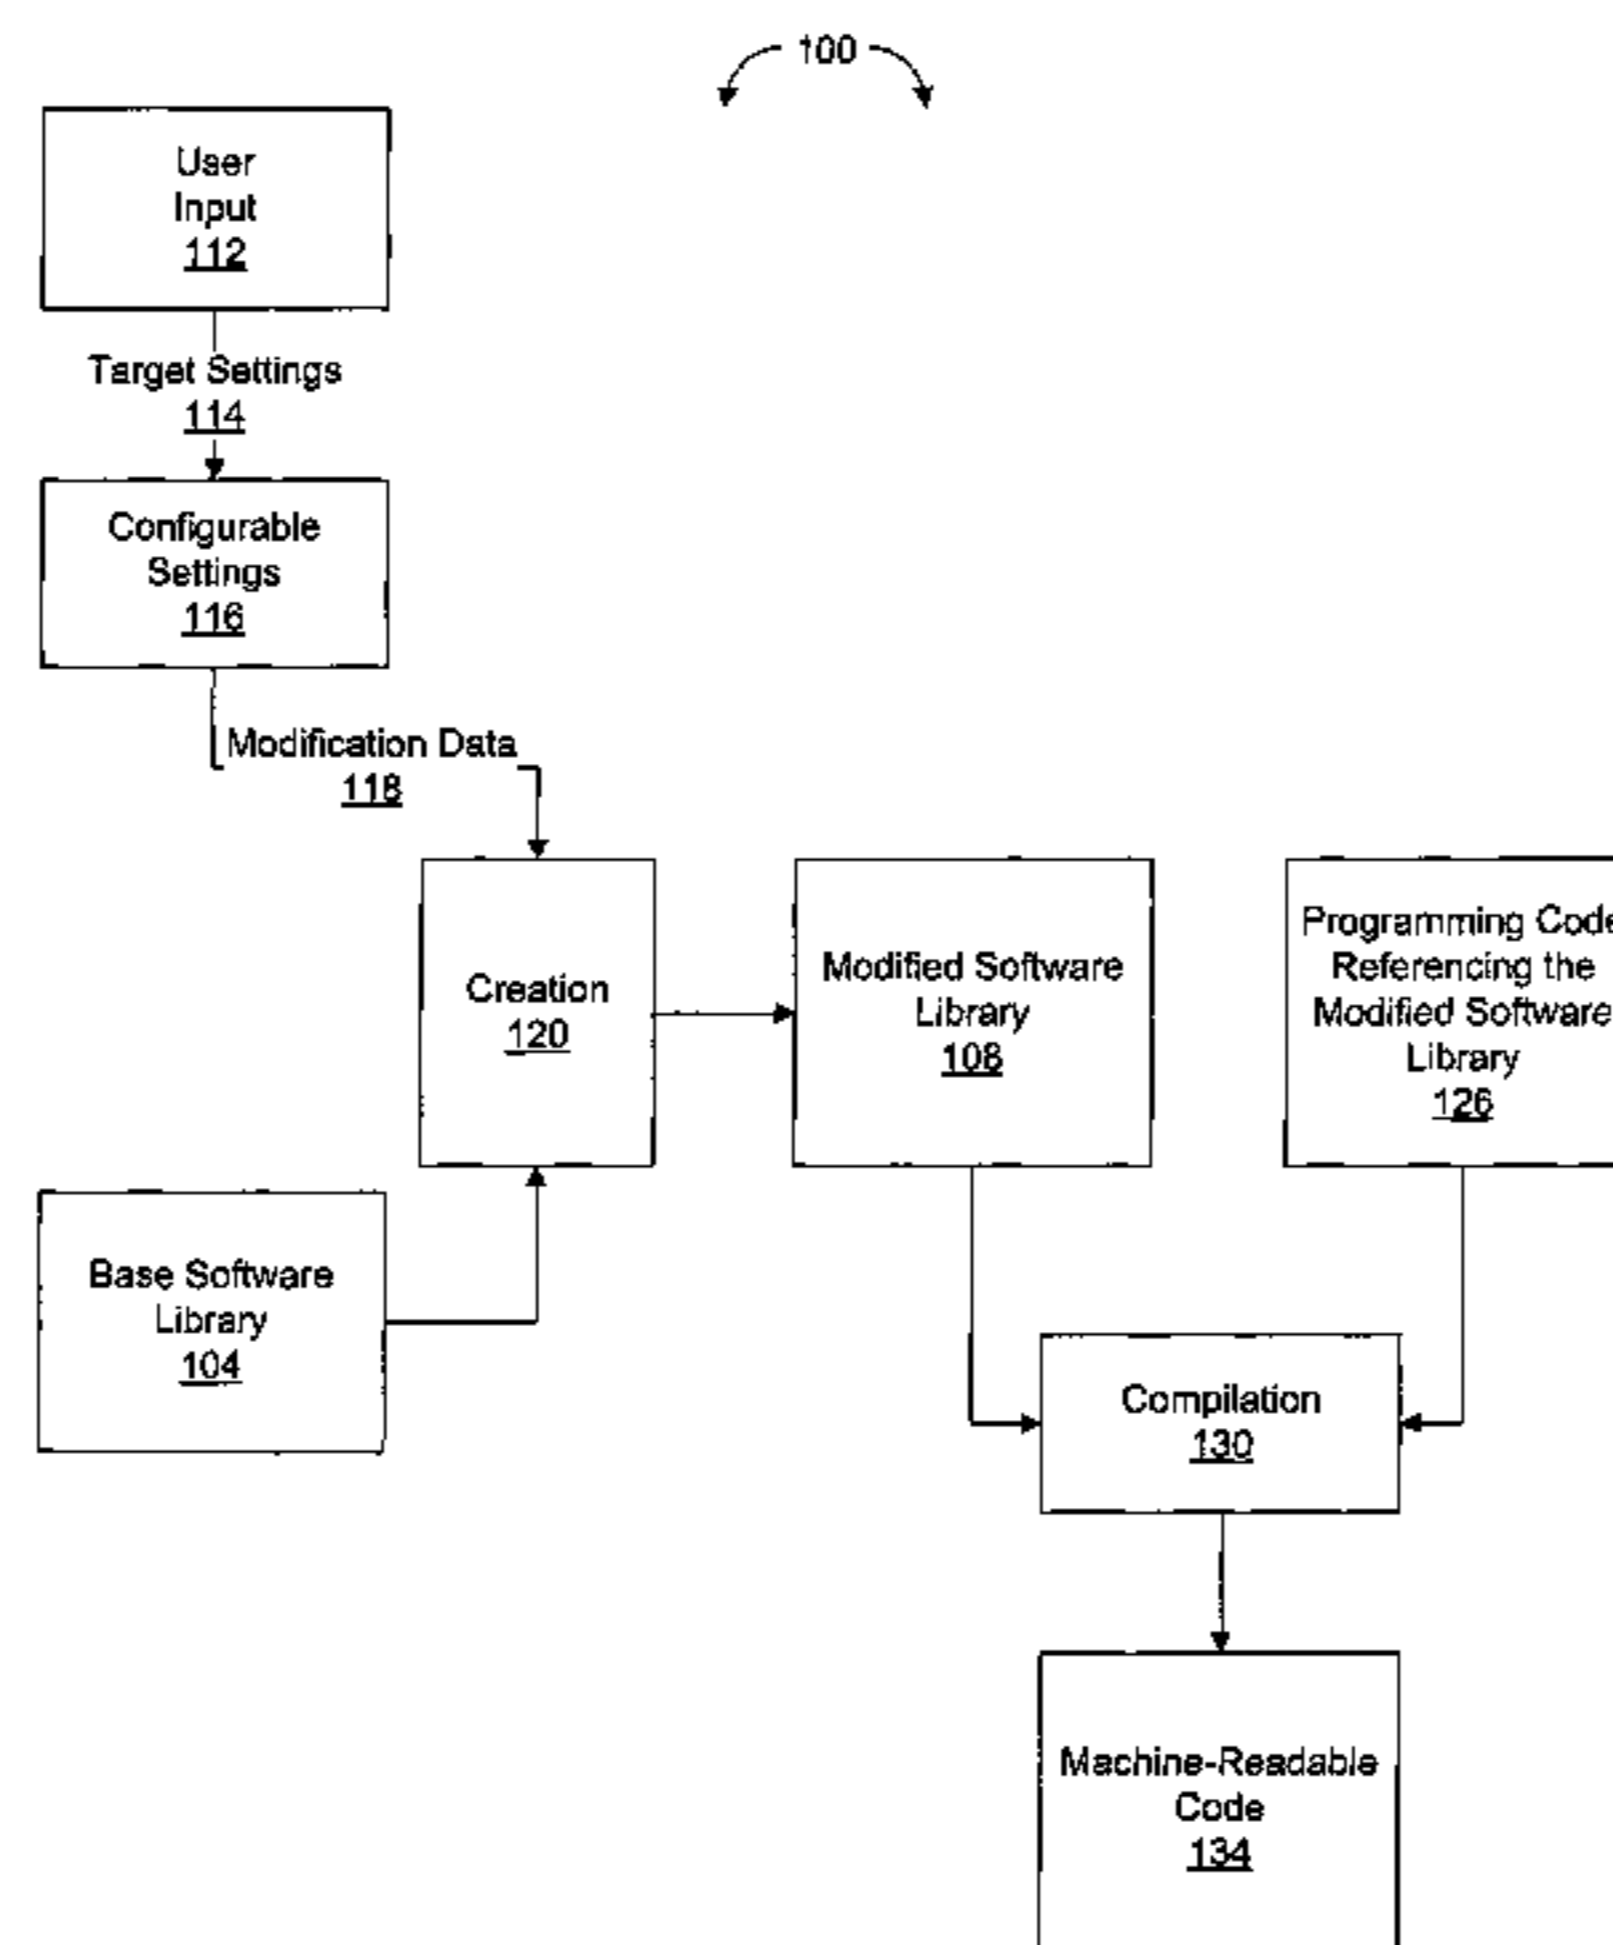 100
User
Input
112
Target Settings
114
Configurable
Settings
116
Modification Data
118
Creation
120
Modified Software
Library
108
Programming Code
Referencing the
Modified Software
Library
126
Base Software
Library
104
Compilation
130
Machine-Readable
Code
134